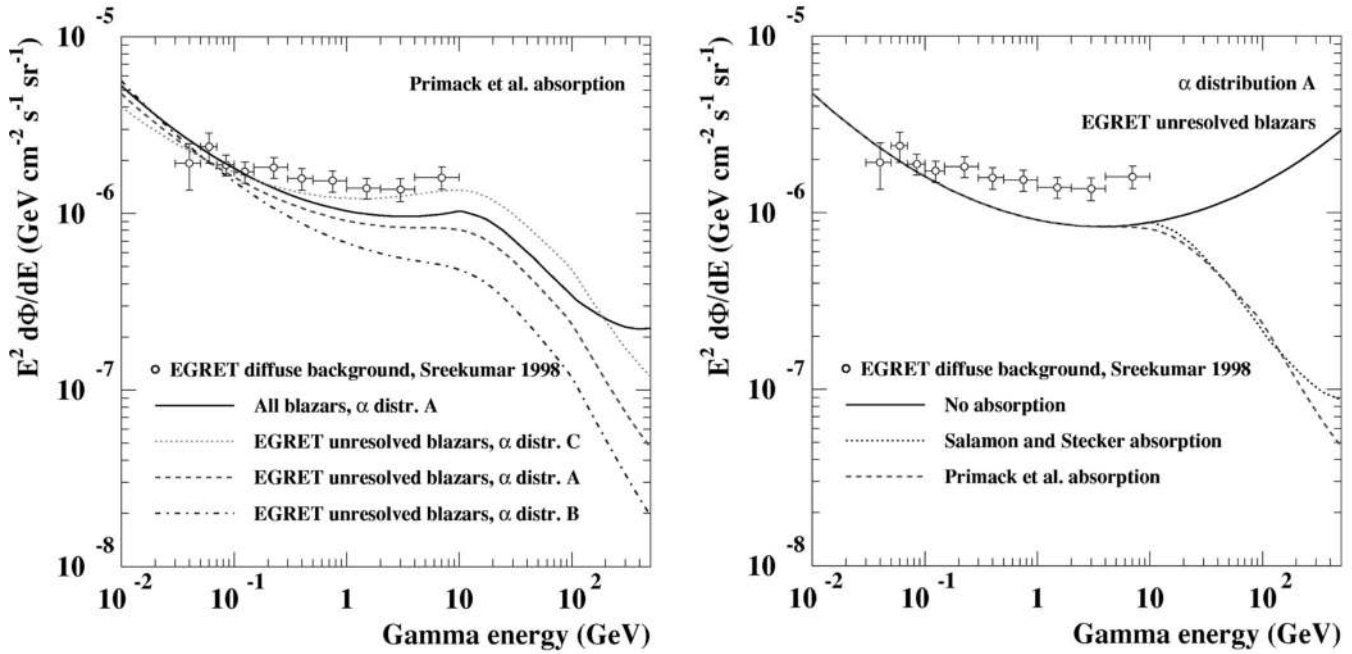 E² dΦ/dE (GeV cm⁻² s⁻¹ sr⁻¹)
10⁻⁵
10⁻⁶
10⁻⁷
10⁻⁸
Primack et al. absorption
EGRET diffuse background, Sreekumar 1998
All blazars, α distr. A
EGRET unresolved blazars, α distr. C
EGRET unresolved blazars, α distr. A
EGRET unresolved blazars, α distr. B
10⁻² 10⁻¹ 1 10 10²
Gamma energy (GeV)
E² dΦ/dE (GeV cm⁻² s⁻¹ sr⁻¹)
10⁻⁵
10⁻⁶
10⁻⁷
10⁻⁸
α distribution A
EGRET unresolved blazars
EGRET diffuse background, Sreekumar 1998
No absorption
Salamon and Stecker absorption
Primack et al. absorption
10⁻² 10⁻¹ 1 10 10²
Gamma energy (GeV)